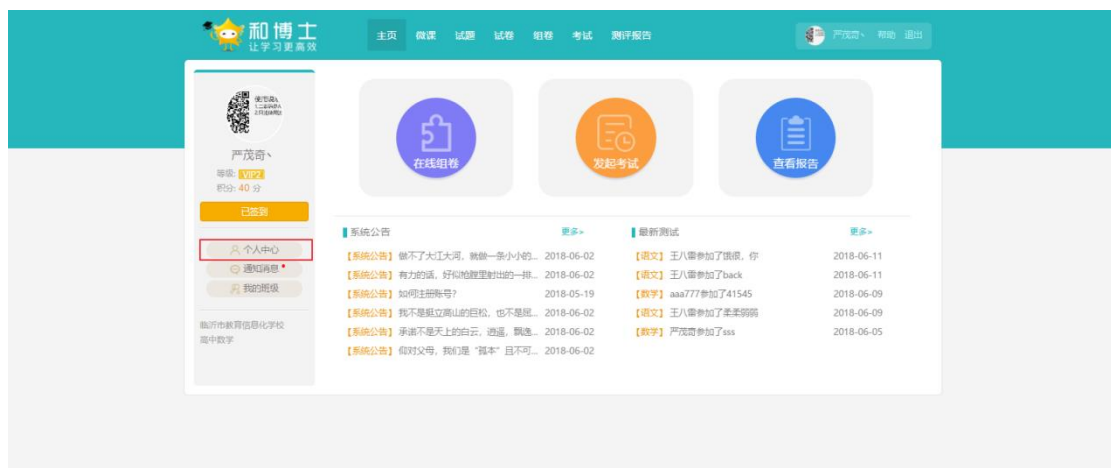 和博士
让学习更高效
主页 微课 试题 试卷 组卷 考试 测评报告
严茂奇丶 帮助 退出
严茂奇丶
等级: VIP2
积分: 40 分
已签到
个人中心
通知消息
我的班级
临沂市教育信息化学校
高中数学
在线组卷
发起考试
查看报告
系统公告 更多»
【系统公告】做不了大江大河，就做一条小小的... 2018-06-02
【系统公告】有力的话，好似枪膛里射出的一排... 2018-06-02
【系统公告】如何注册账号？ 2018-05-19
【系统公告】我不是挺立高山的巨松，也不是屈... 2018-06-02
【系统公告】承诺不是天上的白云，逍遥，飘逸... 2018-06-02
【系统公告】仰对父母，我们是“孤本”且不可... 2018-06-02
最新测试 更多»
【语文】王八雷参加了饿很，你 2018-06-11
【语文】王八雷参加了back 2018-06-11
【数学】aaa777参加了41545 2018-06-09
【语文】王八雷参加了柔柔弱弱 2018-06-09
【数学】严茂奇参加了sss 2018-06-05